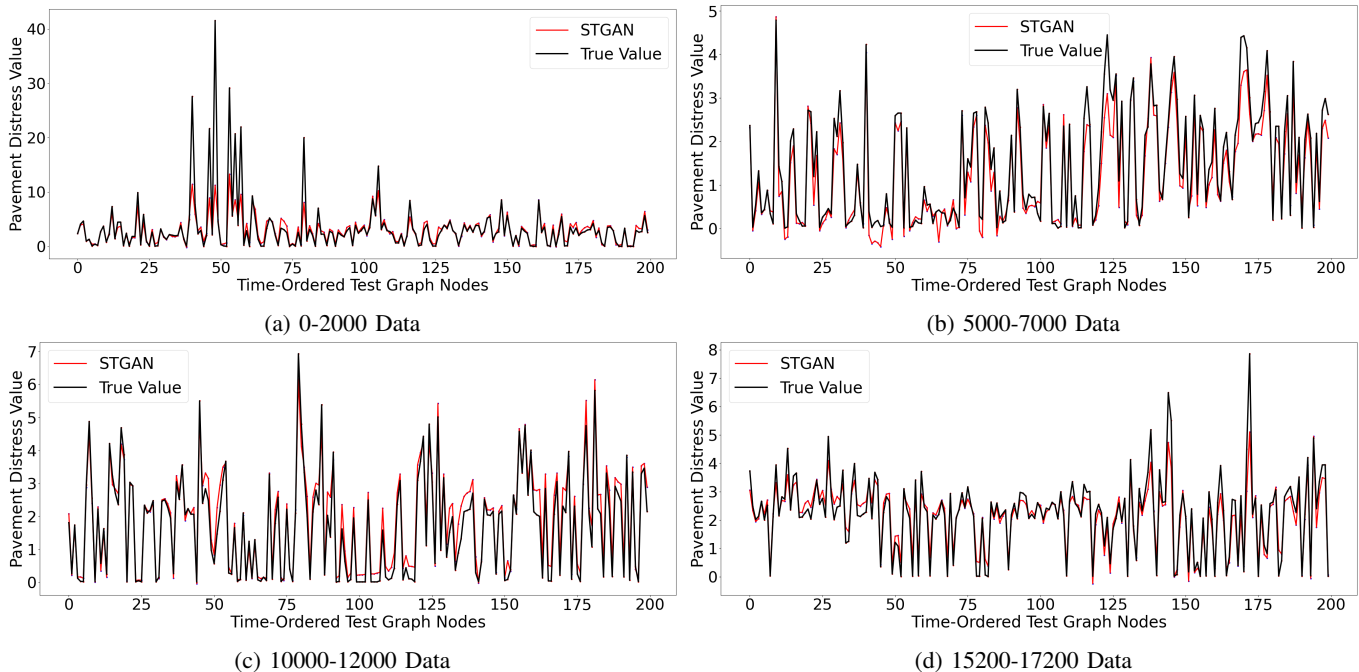 STGAN
True Value
Pavement Distress Value
40
30
20
10
0
0 25 50 75 100 125 150 175 200
Time-Ordered Test Graph Nodes
(a) 0-2000 Data
STGAN
True Value
Pavement Distress Value
5
4
3
2
1
0
0 25 50 75 100 125 150 175 200
Time-Ordered Test Graph Nodes
(b) 5000-7000 Data
STGAN
True Value
Pavement Distress Value
7
6
5
4
3
2
1
0
0 25 50 75 100 125 150 175 200
Time-Ordered Test Graph Nodes
(c) 10000-12000 Data
STGAN
True Value
Pavement Distress Value
8
7
6
5
4
3
2
1
0
0 25 50 75 100 125 150 175 200
Time-Ordered Test Graph Nodes
(d) 15200-17200 Data